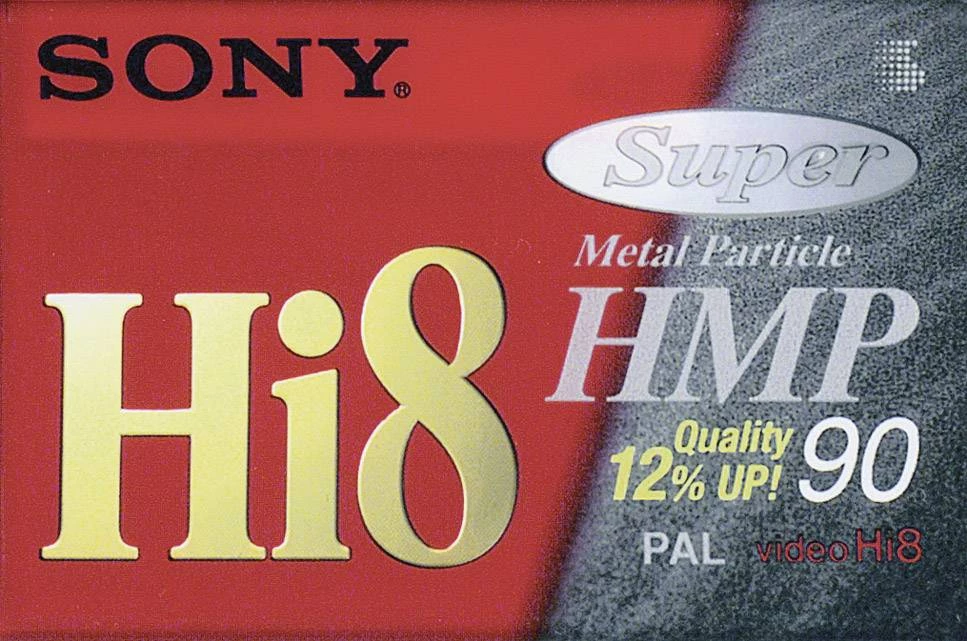 SONY®
Super
Metal Particle
HMP
Hi8
Quality
12% UP!
90
PAL
video Hi8